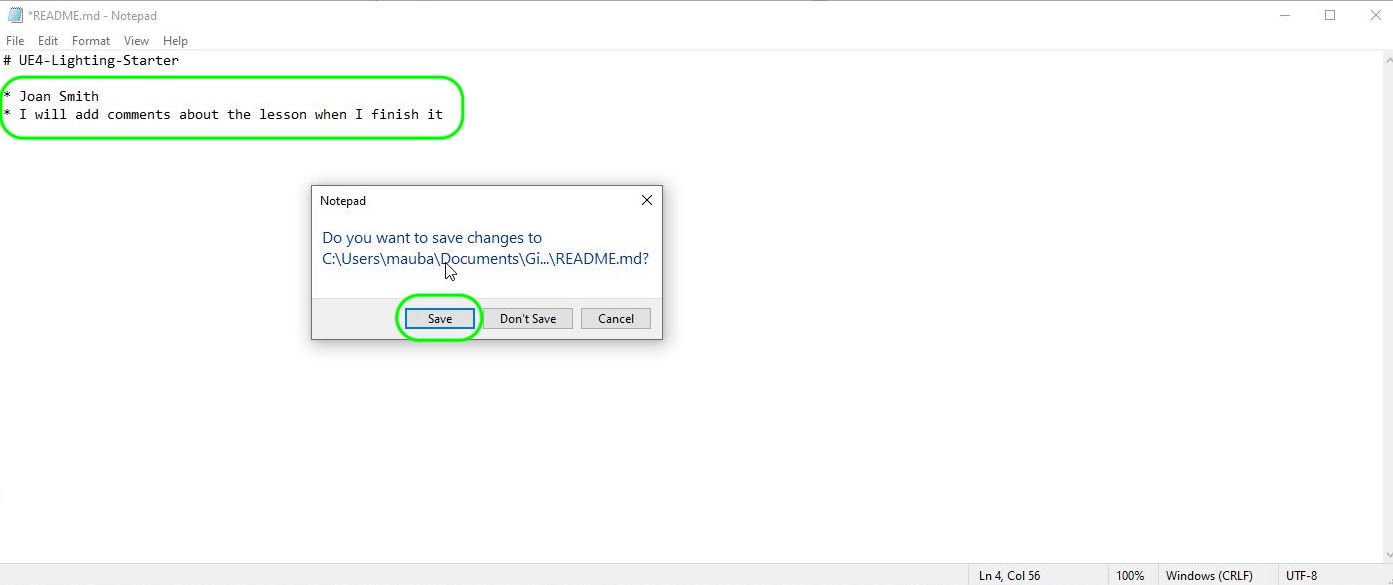 *README.md - Notepad
File Edit Format View Help
# UE4-Lighting-Starter
* Joan Smith
* I will add comments about the lesson when I finish it
Notepad
Do you want to save changes to
C:\Users\mauba\Documents\Gi...\README.md?
Save Don't Save Cancel
Ln 4, Col 56 100% Windows (CRLF) UTF-8